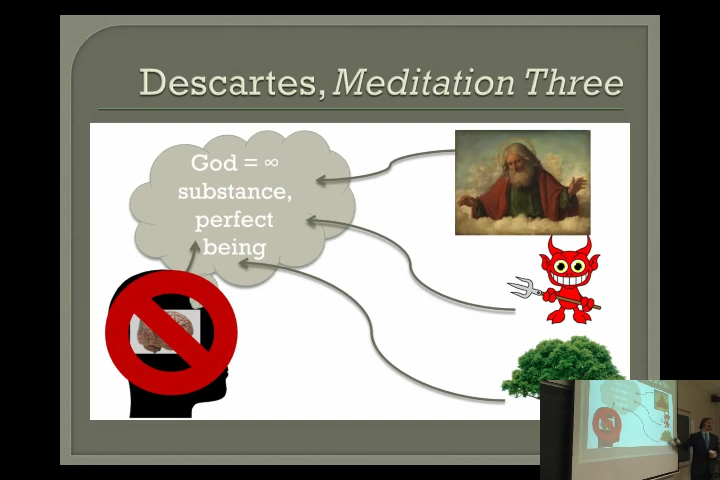 Descartes, Meditation Three
God = ∞
substance,
perfect
being